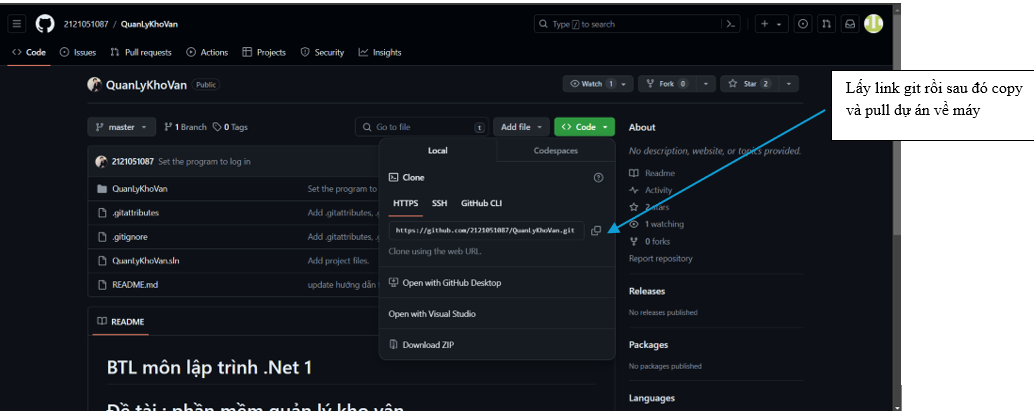 2121051087 / QuanLyKhoVan
Type / to search
Code Issues Pull requests Actions Projects Security Insights
QuanLyKhoVan Public
Watch 1 Fork 0 Star 2
master 1 Branch 0 Tags
Go to file t Add file Code
2121051087 Set the program to log in
QuanLyKhoVan Set the program to
.gitattributes Add .gitattributes, .
.gitignore Add .gitattributes, .
QuanLyKhoVan.sln Add project files.
README.md update hướng dẫn
Local Codespaces
Clone
HTTPS SSH GitHub CLI
https://github.com/2121051087/QuanLyKhoVan.git
Clone using the web URL.
Open with GitHub Desktop
Open with Visual Studio
Download ZIP
About
No description, website, or topics provided.
Readme
Activity
2 stars
1 watching
0 forks
Report repository
Releases
No releases published
Packages
No packages published
Languages
README
BTL môn lập trình .Net 1
Đề tài : phần mềm quản lý kho vận
Lấy link git rồi sau đó copy
và pull dự án về máy